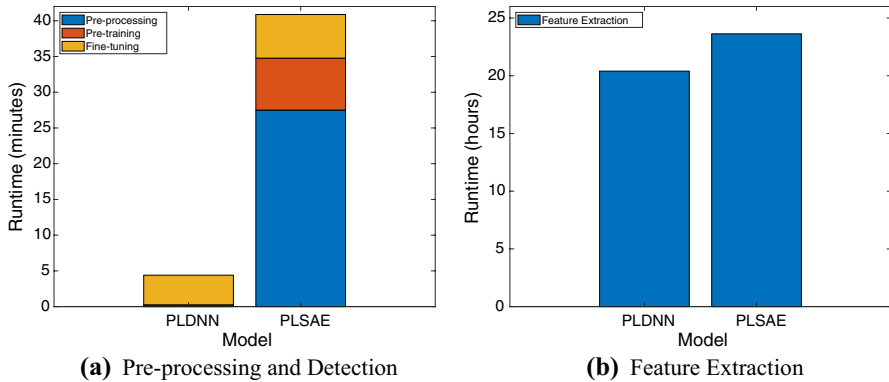 Pre-processing
Pre-training
Fine-tuning
40
35
30
25
20
15
10
5
0
Runtime (minutes)
PLDNN
PLSAE
Model
(a) Pre-processing and Detection
Feature Extraction
25
20
15
10
5
0
Runtime (hours)
PLDNN
PLSAE
Model
(b) Feature Extraction